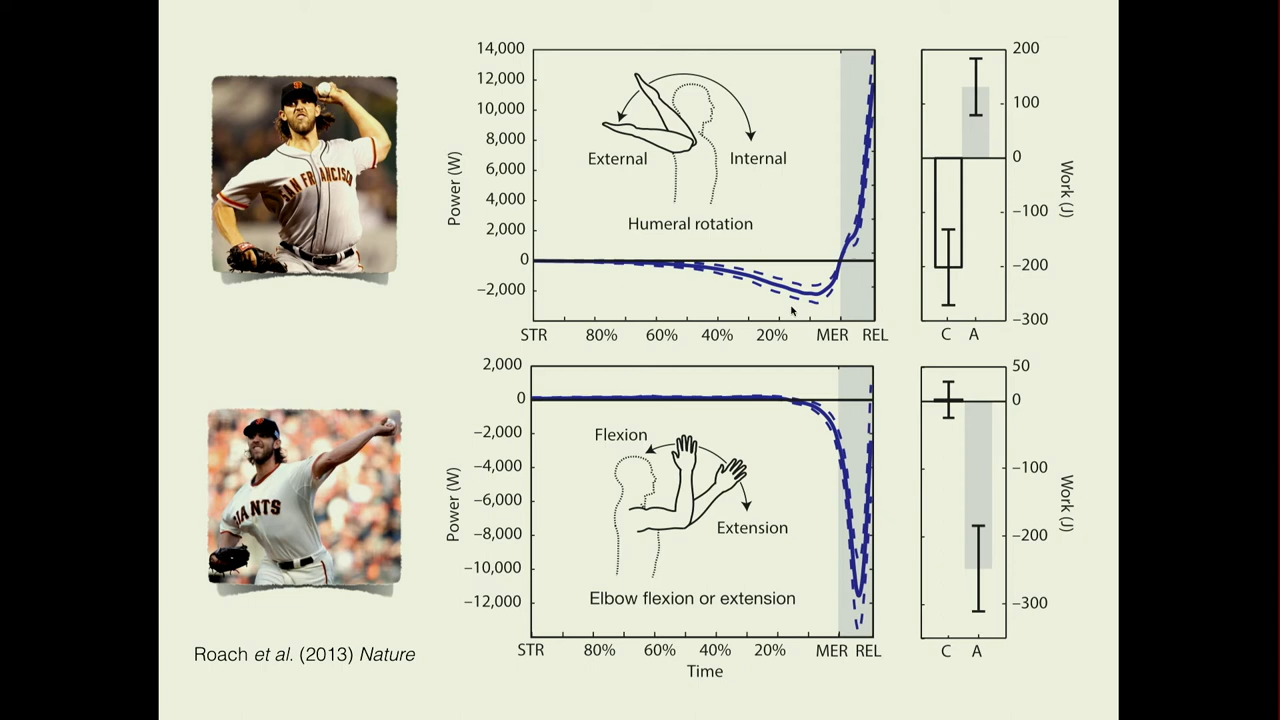 SAN FRANCISCO
14,000
12,000
10,000
8,000
6,000
4,000
2,000
0
−2,000
Power (W)
External
Internal
Humeral rotation
STR 80% 60% 40% 20% MER REL
200
100
0
−100
−200
−300
Work (J)
C A
GIANTS
2,000
0
−2,000
−4,000
−6,000
−8,000
−10,000
−12,000
Power (W)
Flexion
Extension
Elbow flexion or extension
STR 80% 60% 40% 20% MER REL
Time
50
0
−100
−200
−300
Work (J)
C A
Roach et al. (2013) Nature